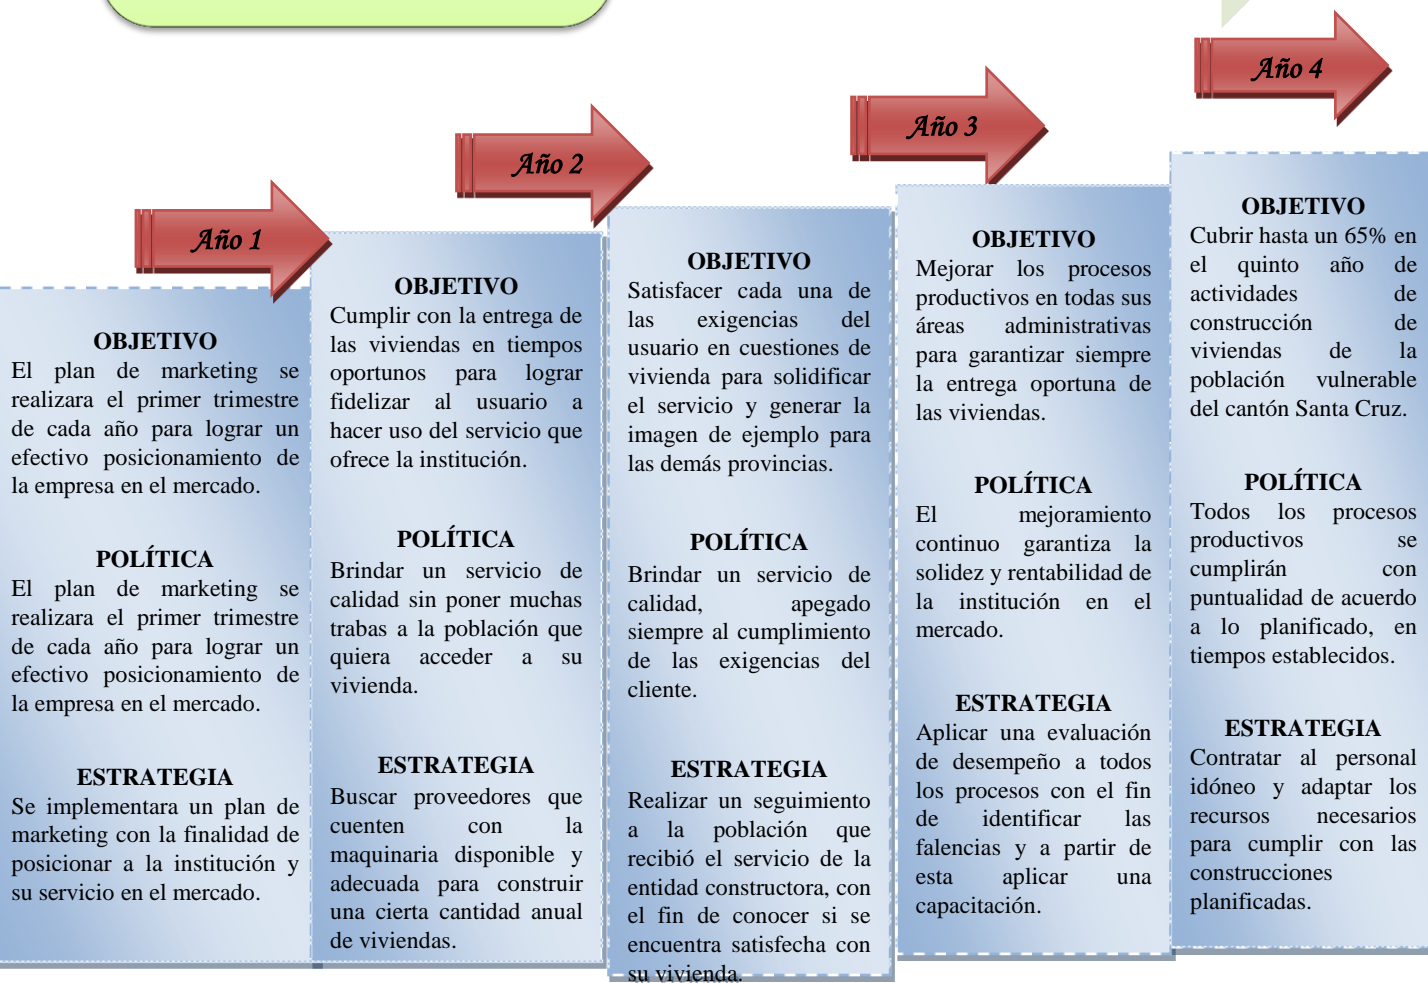 Año 1
Año 2
Año 3
Año 4
OBJETIVO
El plan de marketing se
realizara el primer trimestre
de cada año para lograr un
efectivo posicionamiento de
la empresa en el mercado.
POLÍTICA
El plan de marketing se
realizara el primer trimestre
de cada año para lograr un
efectivo posicionamiento de
la empresa en el mercado.
ESTRATEGIA
Se implementara un plan de
marketing con la finalidad de
posicionar a la institución y
su servicio en el mercado.
OBJETIVO
Cumplir con la entrega de
las viviendas en tiempos
oportunos para lograr
fidelizar al usuario a
hacer uso del servicio que
ofrece la institución.
POLÍTICA
Brindar un servicio de
calidad sin poner muchas
trabas a la población que
quiera acceder a su
vivienda.
ESTRATEGIA
Buscar proveedores que
cuenten con la
maquinaria disponible y
adecuada para construir
una cierta cantidad anual
de viviendas.
OBJETIVO
Satisfacer cada una de
las exigencias del
usuario en cuestiones de
vivienda para solidificar
el servicio y generar la
imagen de ejemplo para
las demás provincias.
POLÍTICA
Brindar un servicio de
calidad, apegado
siempre al cumplimiento
de las exigencias del
cliente.
ESTRATEGIA
Realizar un seguimiento
a la población que
recibió el servicio de la
entidad constructora, con
el fin de conocer si se
encuentra satisfecha con
su vivienda.
OBJETIVO
Mejorar los procesos
productivos en todas sus
áreas administrativas
para garantizar siempre
la entrega oportuna de
las viviendas.
POLÍTICA
El mejoramiento
continuo garantiza la
solidez y rentabilidad de
la institución en el
mercado.
ESTRATEGIA
Aplicar una evaluación
de desempeño a todos
los procesos con el fin
de identificar las
falencias y a partir de
esta aplicar una
capacitación.
OBJETIVO
Cubrir hasta un 65% en
el quinto año de
actividades de
construcción de
viviendas de la
población vulnerable
del cantón Santa Cruz.
POLÍTICA
Todos los procesos
productivos se
cumplirán con
puntualidad de acuerdo
a lo planificado, en
tiempos establecidos.
ESTRATEGIA
Contratar al personal
idóneo y adaptar los
recursos necesarios
para cumplir con las
construcciones
planificadas.